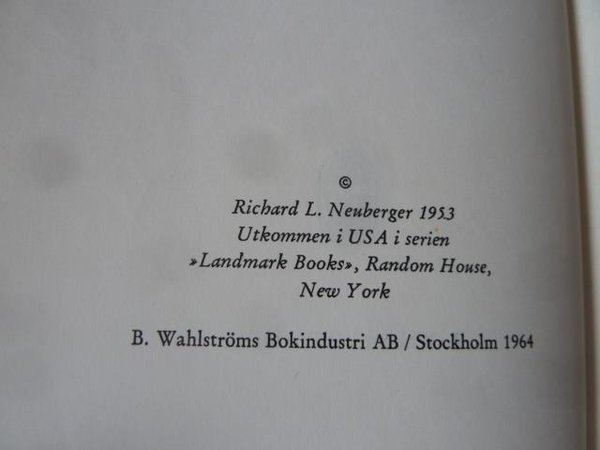 ©
Richard L. Neuberger 1953
Utkommen i USA i serien
»Landmark Books», Random House,
New York
B. Wahlströms Bokindustri AB / Stockholm 1964